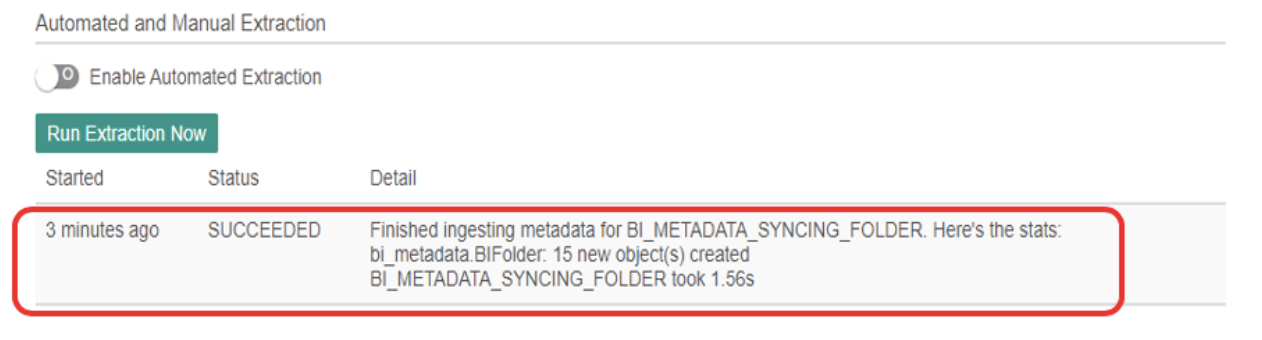 Automated and Manual Extraction
Enable Automated Extraction
Run Extraction Now
Started Status Detail
3 minutes ago SUCCEEDED Finished ingesting metadata for BI_METADATA_SYNCING_FOLDER. Here's the stats:
bi_metadata.BIFolder: 15 new object(s) created
BI_METADATA_SYNCING_FOLDER took 1.56s